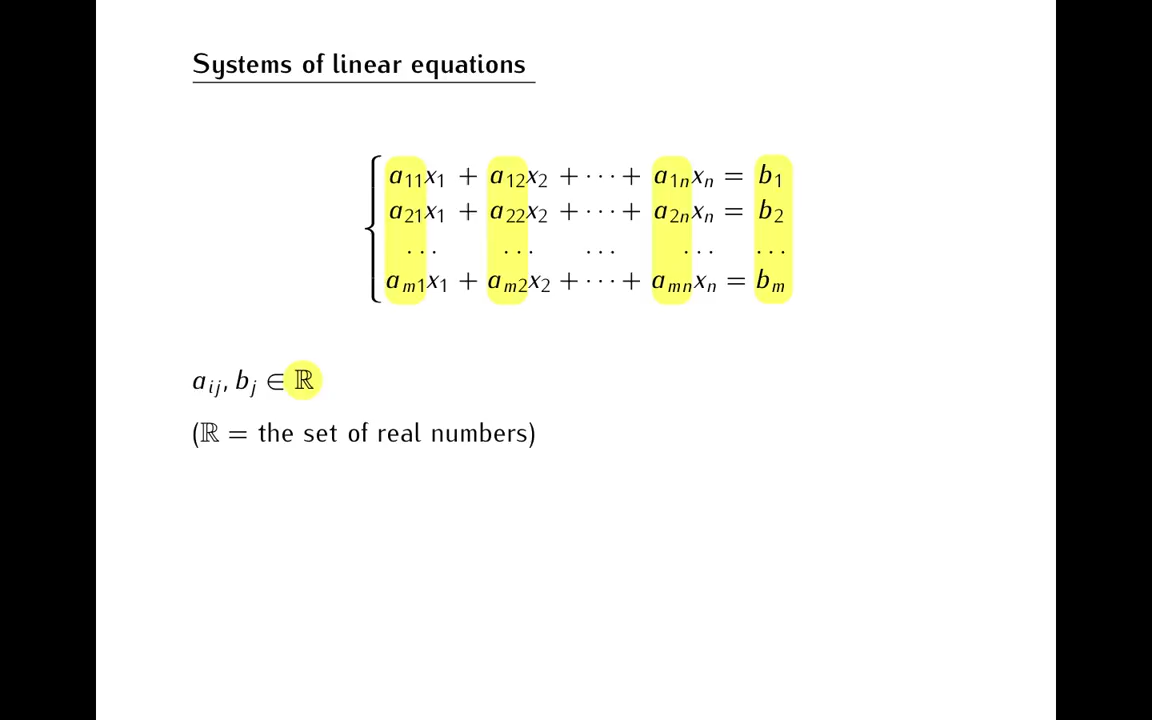 Systems of linear equations
a₁₁x₁ + a₁₂x₂ + ··· + a₁ₙxₙ = b₁
a₂₁x₁ + a₂₂x₂ + ··· + a₂ₙxₙ = b₂
... ... ... ... ...
aₘ₁x₁ + aₘ₂x₂ + ··· + aₘₙxₙ = bₘ
aᵢⱼ, bⱼ ∈ ℝ
(ℝ = the set of real numbers)